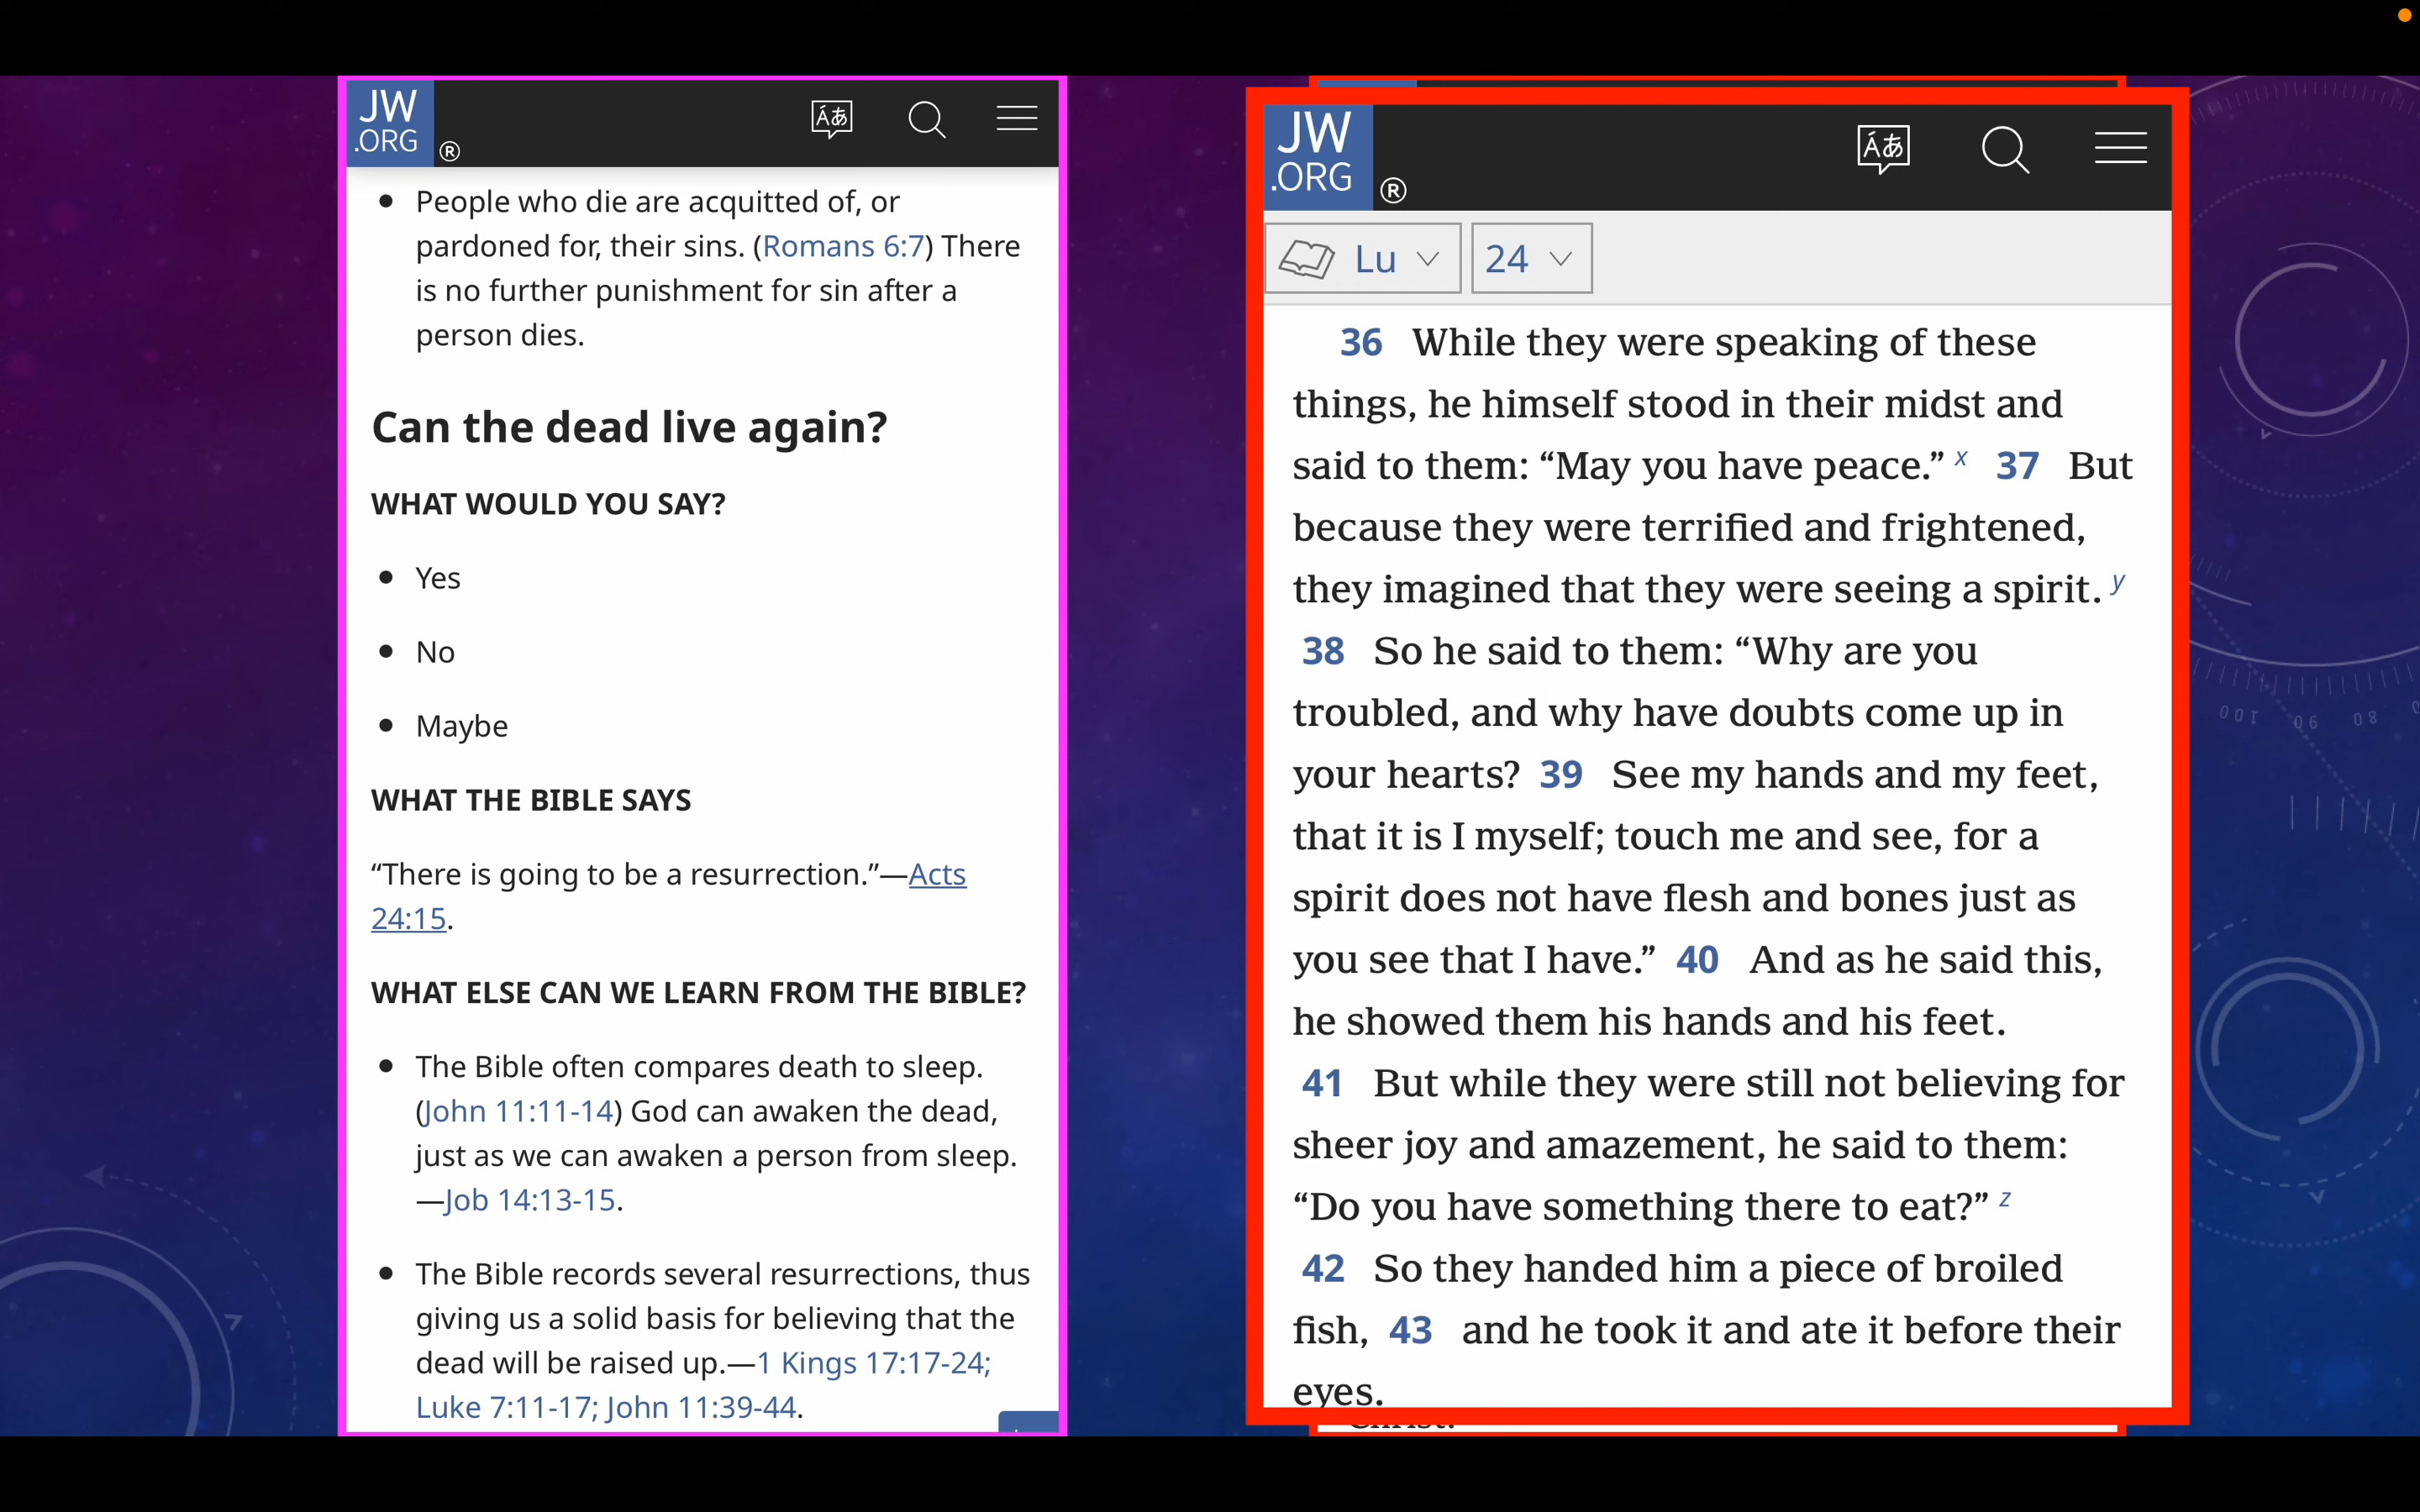 JW
.ORG
®
Áあ
People who die are acquitted of, or
pardoned for, their sins. (Romans 6:7) There
is no further punishment for sin after a
person dies.
Can the dead live again?
WHAT WOULD YOU SAY?
Yes
No
Maybe
WHAT THE BIBLE SAYS
“There is going to be a resurrection.”—Acts
24:15.
WHAT ELSE CAN WE LEARN FROM THE BIBLE?
The Bible often compares death to sleep.
(John 11:11-14) God can awaken the dead,
just as we can awaken a person from sleep.
—Job 14:13-15.
The Bible records several resurrections, thus
giving us a solid basis for believing that the
dead will be raised up.—1 Kings 17:17-24;
Luke 7:11-17; John 11:39-44.
JW
.ORG
®
Áあ
Lu 24
36 While they were speaking of these
things, he himself stood in their midst and
said to them: “May you have peace.” x 37 But
because they were terrified and frightened,
they imagined that they were seeing a spirit. y
38 So he said to them: “Why are you
troubled, and why have doubts come up in
your hearts? 39 See my hands and my feet,
that it is I myself; touch me and see, for a
spirit does not have flesh and bones just as
you see that I have.” 40 And as he said this,
he showed them his hands and his feet.
41 But while they were still not believing for
sheer joy and amazement, he said to them:
“Do you have something there to eat?” z
42 So they handed him a piece of broiled
fish, 43 and he took it and ate it before their
eyes.
100 90 80